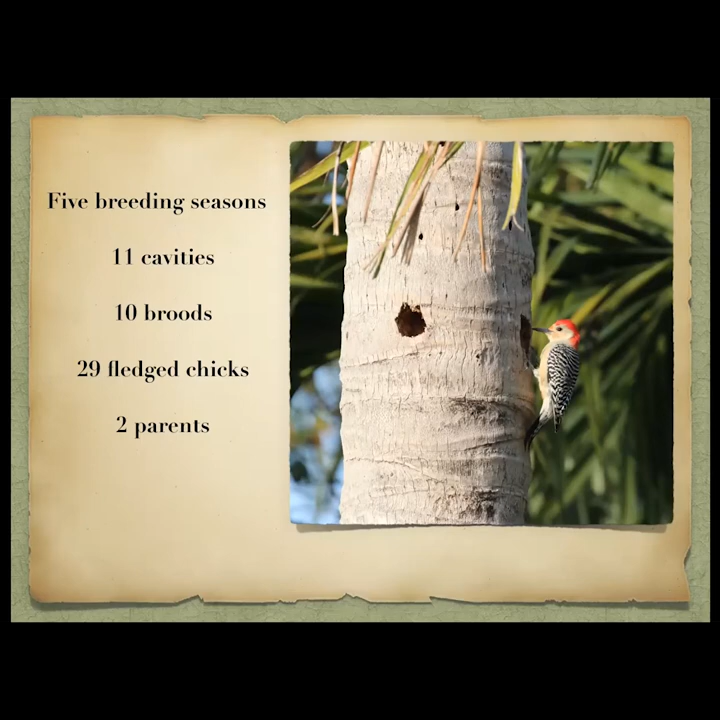 Five breeding seasons
11 cavities
10 broods
29 fledged chicks
2 parents